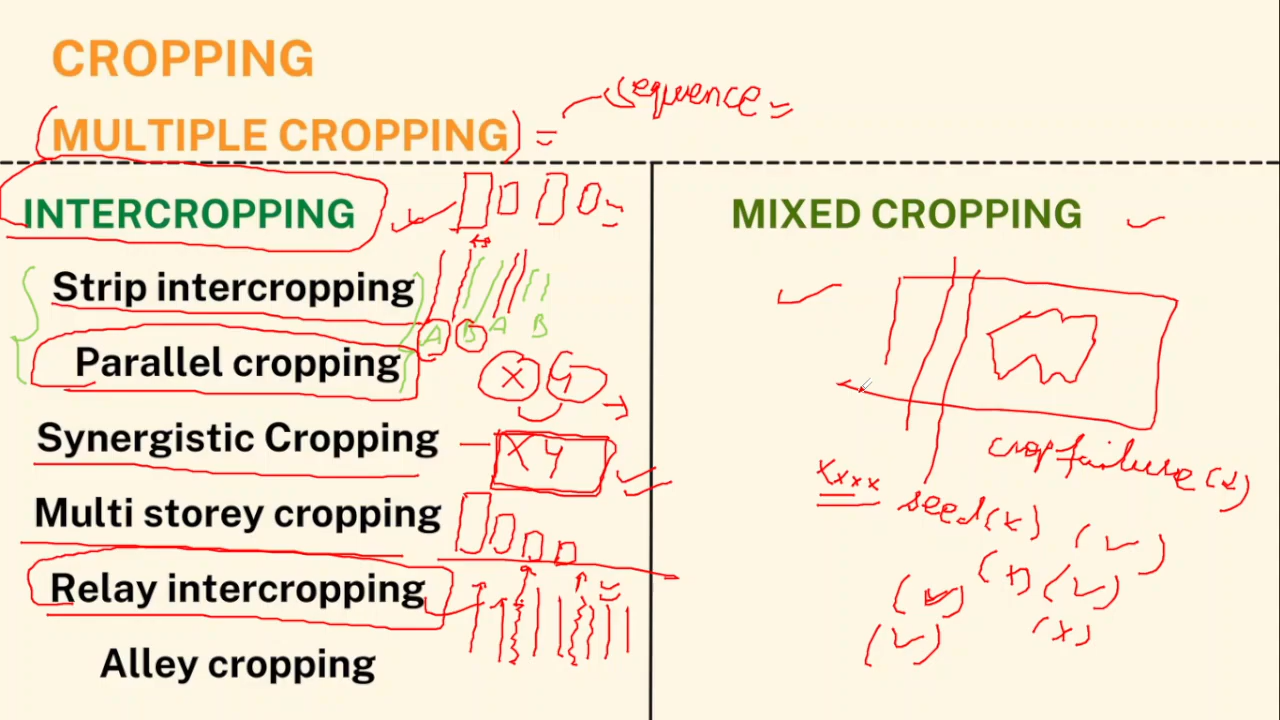 CROPPING
(MULTIPLE CROPPING) = sequence =
INTERCROPPING
Strip intercropping
A B A B
Parallel cropping
X Y
Synergistic Cropping
X Y
Multi storey cropping
Relay intercropping
Alley cropping
MIXED CROPPING
crop failure (x)
xxxx seed (x)
(x)
(x)